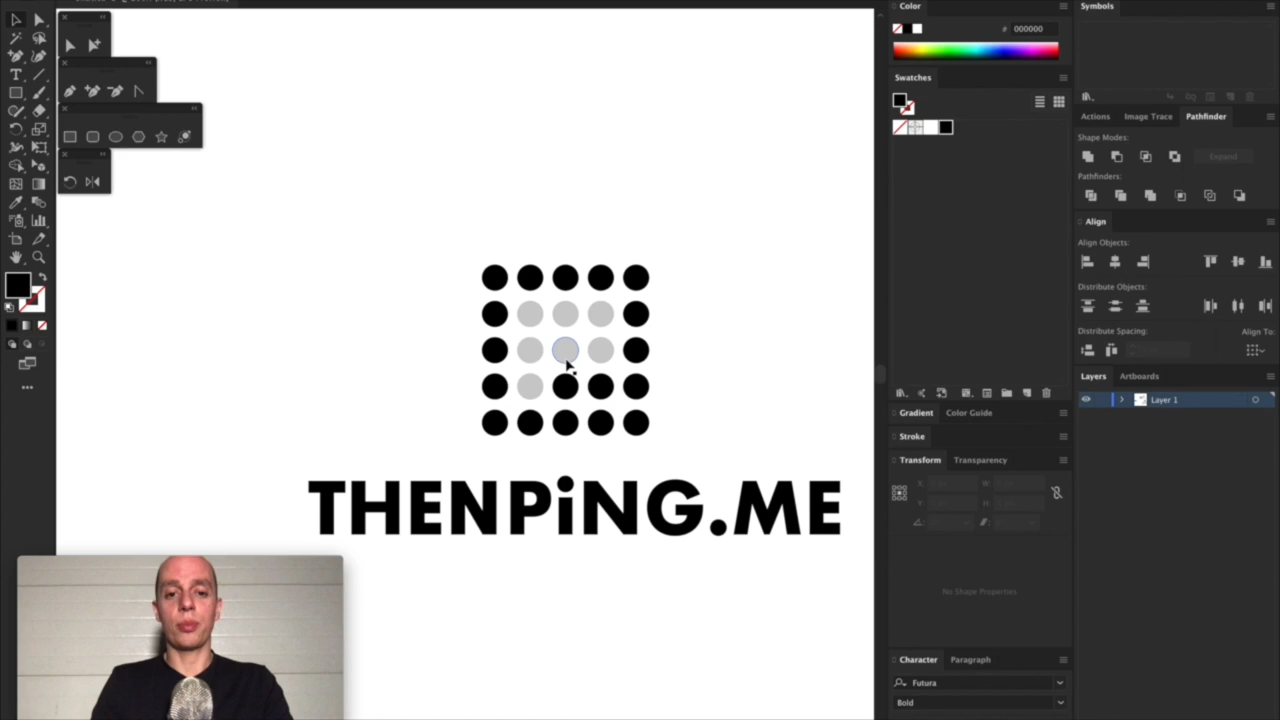 Color
# 000000
Swatches
Symbols
Actions Image Trace Pathfinder
Shape Modes:
Expand
Pathfinders:
Align
Align Objects:
Distribute Objects:
Distribute Spacing: Align To:
Layers Artboards
Layer 1
Gradient Color Guide
Stroke
Transform Transparency
X: W:
Y: H:
No Shape Properties
Character Paragraph
Futura
Bold
THENPiNG.ME